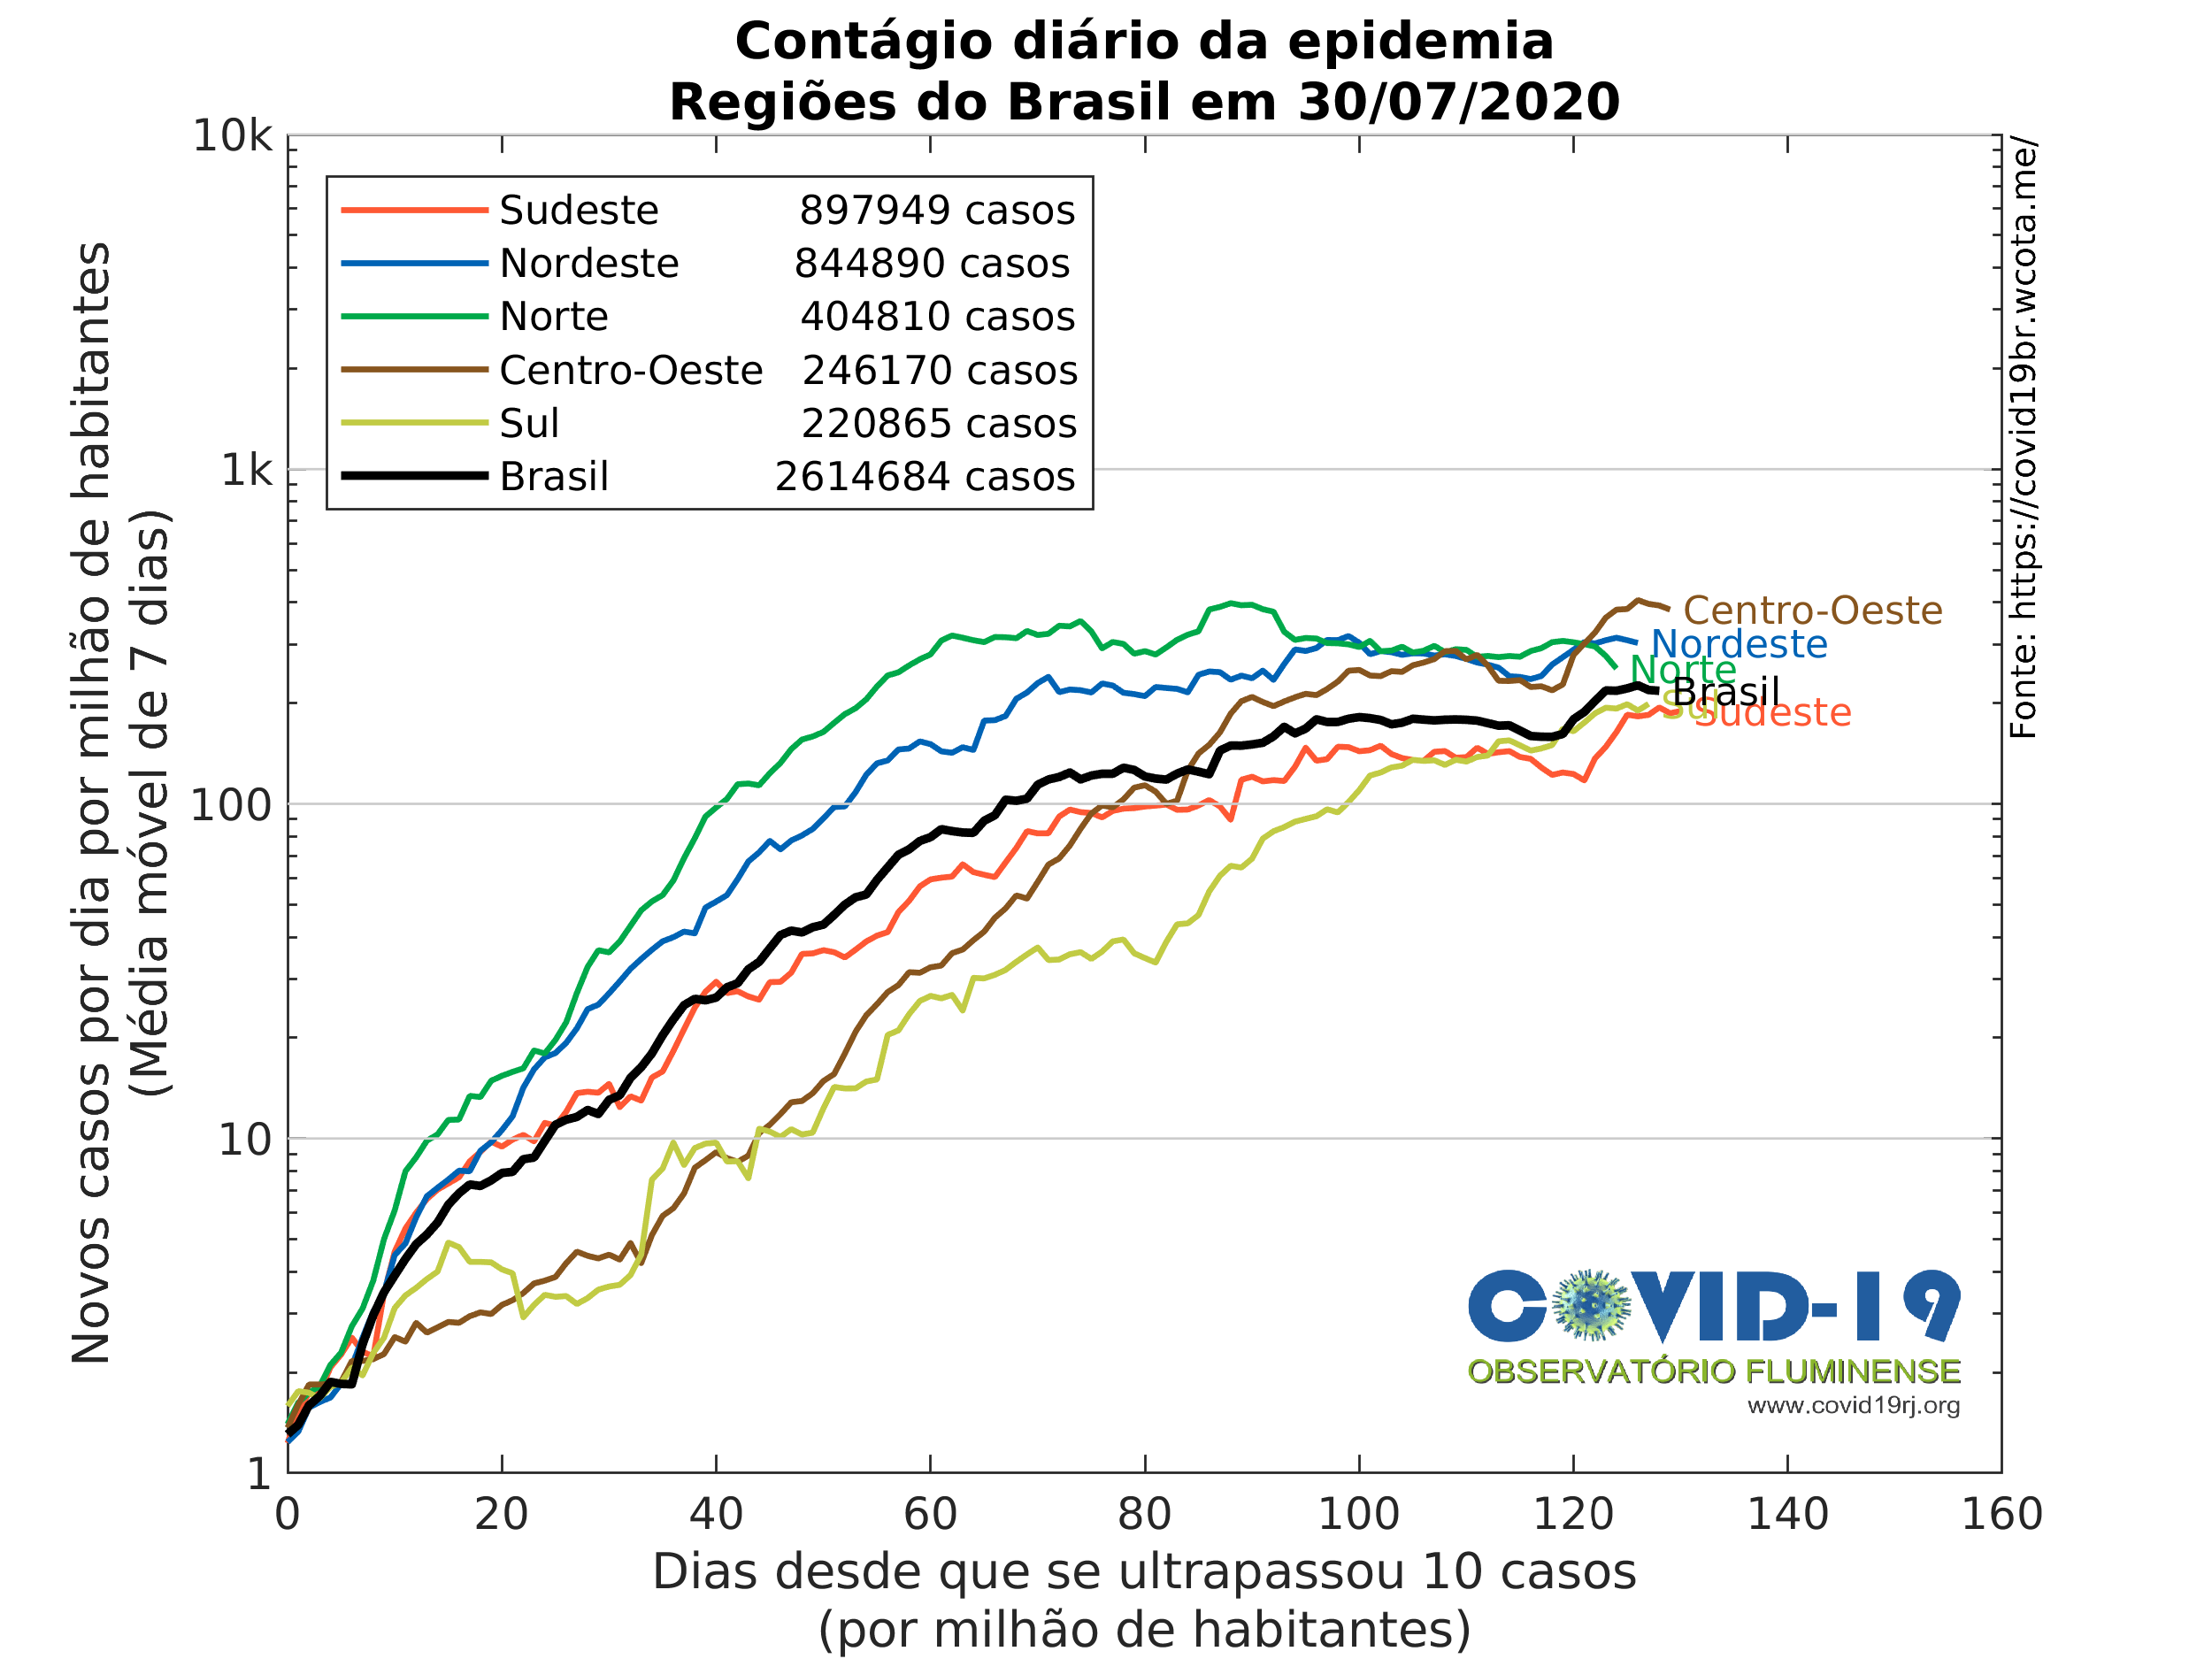 Contágio diário da epidemia
Regiões do Brasil em 30/07/2020
Novos casos por dia por milhão de habitantes
(Média móvel de 7 dias)
10k
1k
100
10
1
Sudeste 897949 casos
Nordeste 844890 casos
Norte 404810 casos
Centro-Oeste 246170 casos
Sul 220865 casos
Brasil 2614684 casos
Centro-Oeste
Nordeste
Norte
Brasil
Sul
Sudeste
Fonte: https://covid19br.wcota.me/
COVID-19
OBSERVATÓRIO FLUMINENSE
www.covid19rj.org
0 20 40 60 80 100 120 140 160
Dias desde que se ultrapassou 10 casos
(por milhão de habitantes)